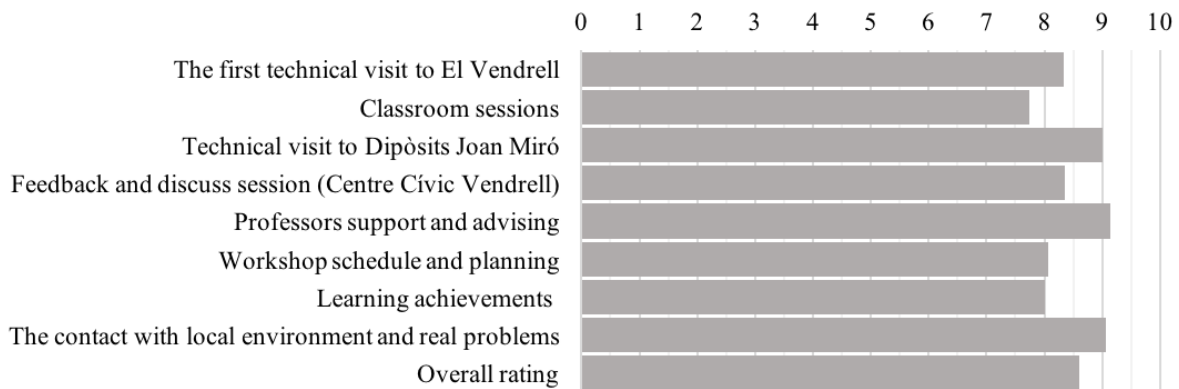 0 1 2 3 4 5 6 7 8 9 10
The first technical visit to El Vendrell
Classroom sessions
Technical visit to Dipòsits Joan Miró
Feedback and discuss session (Centre Cívic Vendrell)
Professors support and advising
Workshop schedule and planning
Learning achievements
The contact with local environment and real problems
Overall rating